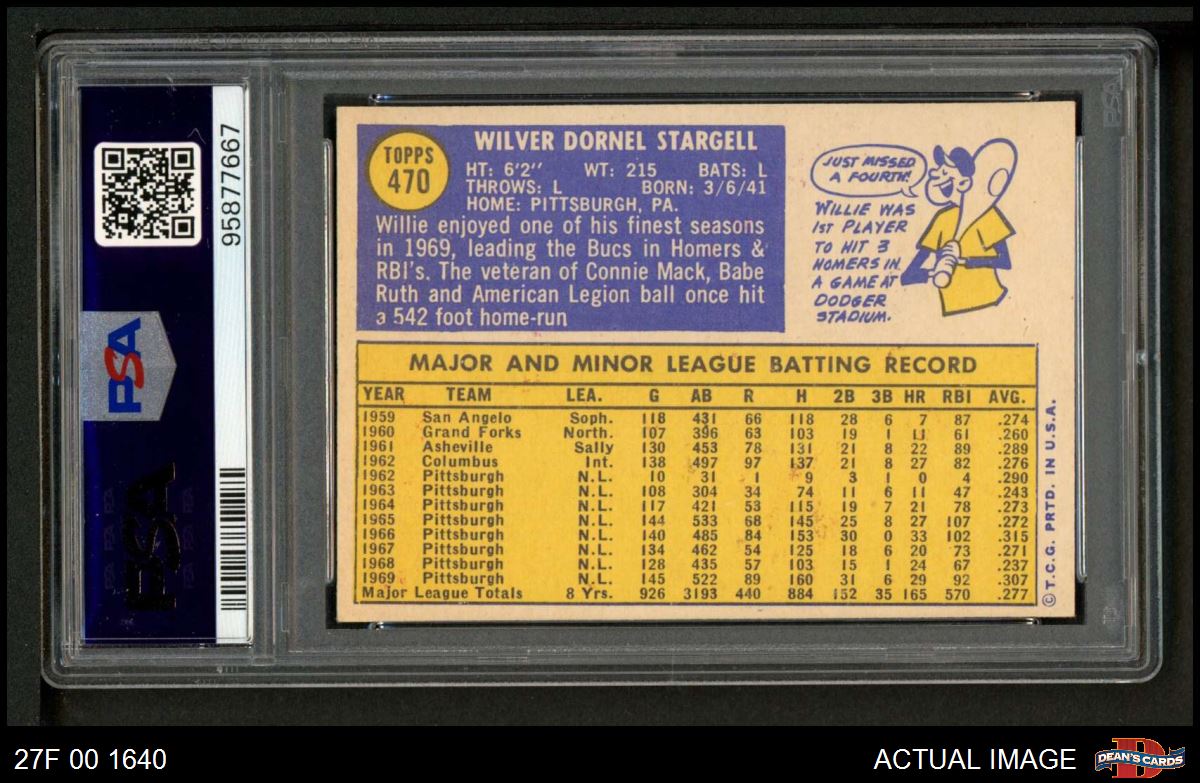 95877667
PSA
PSA
TOPPS
470
WILVER DORNEL STARGELL
HT: 6'2'' WT: 215 BATS: L
THROWS: L BORN: 3/6/41
HOME: PITTSBURGH, PA.
Willie enjoyed one of his finest seasons
in 1969, leading the Bucs in Homers &
RBI's. The veteran of Connie Mack, Babe
Ruth and American Legion ball once hit
a 542 foot home-run
JUST MISSED
A FOURTH!
WILLIE WAS
1ST PLAYER
TO HIT 3
HOMERS IN
A GAME AT
DODGER
STADIUM.
MAJOR AND MINOR LEAGUE BATTING RECORD
YEAR TEAM LEA. G AB R H 2B 3B HR RBI AVG.
1959 San Angelo Soph. 118 431 66 118 28 6 7 87 .274
1960 Grand Forks North. 107 396 63 103 19 1 11 61 .260
1961 Asheville Sally 130 453 78 131 21 8 22 89 .289
1962 Columbus Int. 138 497 97 137 21 8 27 82 .276
1962 Pittsburgh N.L. 10 31 1 9 3 1 0 4 .290
1963 Pittsburgh N.L. 108 304 34 74 11 6 11 47 .243
1964 Pittsburgh N.L. 117 421 53 115 19 7 21 78 .273
1965 Pittsburgh N.L. 144 533 68 145 25 8 27 107 .272
1966 Pittsburgh N.L. 140 485 84 153 30 0 33 102 .315
1967 Pittsburgh N.L. 134 462 54 125 18 6 20 73 .271
1968 Pittsburgh N.L. 128 435 57 103 15 1 24 67 .237
1969 Pittsburgh N.L. 145 522 89 160 31 6 29 92 .307
Major League Totals 8 Yrs. 926 3193 440 884 152 35 165 570 .277
© T.C.G. PRTD. IN U.S.A.
PSA
27F 00 1640
ACTUAL IMAGE
D
DEAN'S CARDS